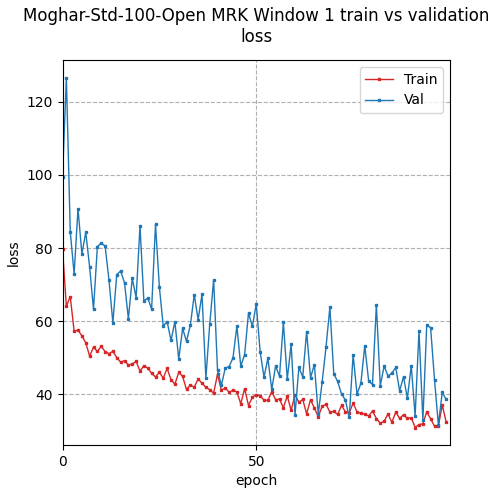 Moghar-Std-100-Open MRK Window 1 train vs validation
loss
Train
Val
120
100
80
60
40
loss
0
50
epoch